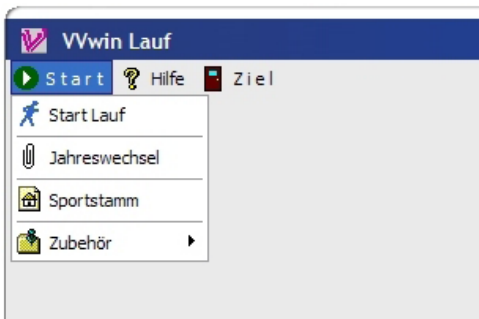 VVwin Lauf
Start Hilfe Ziel
Start Lauf
Jahreswechsel
Sportstamm
Zubehör